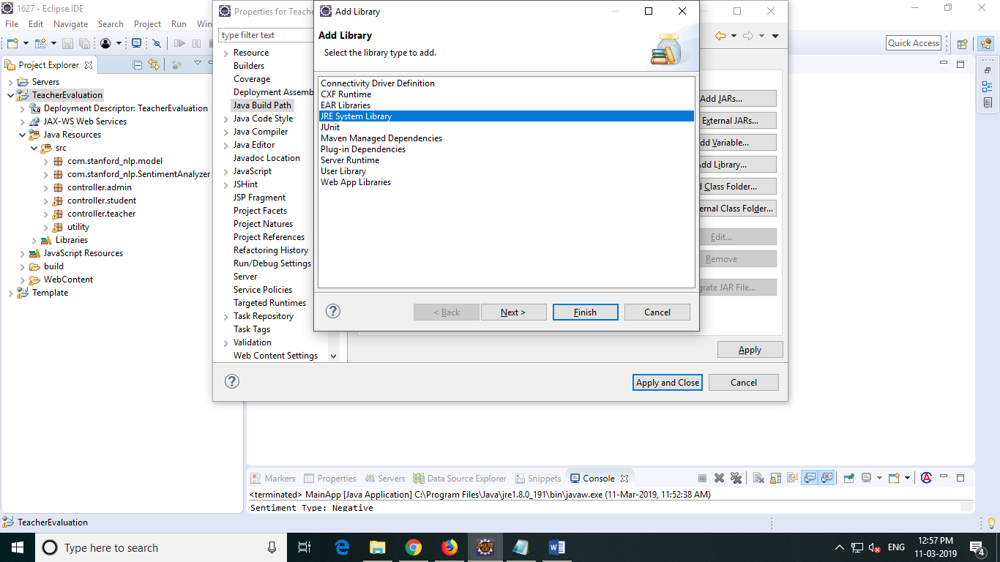 1627 - Eclipse IDE
File Edit Navigate Search Project Run Win
Quick Access
Project Explorer
Servers
TeacherEvaluation
Deployment Descriptor: TeacherEvaluation
JAX-WS Web Services
Java Resources
src
com.stanford_nlp.model
com.stanford_nlp.SentimentAnalyzer
controller.admin
controller.student
controller.teacher
utility
Libraries
JavaScript Resources
build
WebContent
Template
Properties for Teache
type filter text
Resource
Builders
Coverage
Deployment Assemb
Java Build Path
Java Code Style
Java Compiler
Java Editor
Javadoc Location
JavaScript
JSHint
JSP Fragment
Project Facets
Project Natures
Project References
Refactoring History
Run/Debug Settings
Server
Service Policies
Targeted Runtimes
Task Repository
Task Tags
Validation
Web Content Settings
Add JARs...
External JARs...
dd Variable...
dd Library...
d Class Folder...
ernal Class Folder...
Edit...
Remove
grate JAR File...
Apply
Apply and Close
Cancel
Add Library
Add Library
Select the library type to add.
Connectivity Driver Definition
CXF Runtime
EAR Libraries
JRE System Library
JUnit
Maven Managed Dependencies
Plug-in Dependencies
Server Runtime
User Library
Web App Libraries
< Back Next > Finish Cancel
Markers Properties Servers Data Source Explorer Snippets Console
<terminated> MainApp [Java Application] C:\Program Files\Java\jre1.8.0_191\bin\javaw.exe (11-Mar-2019, 11:52:38 AM)
Sentiment Type: Negative
TeacherEvaluation
Type here to search
ENG
12:57 PM
11-03-2019
4